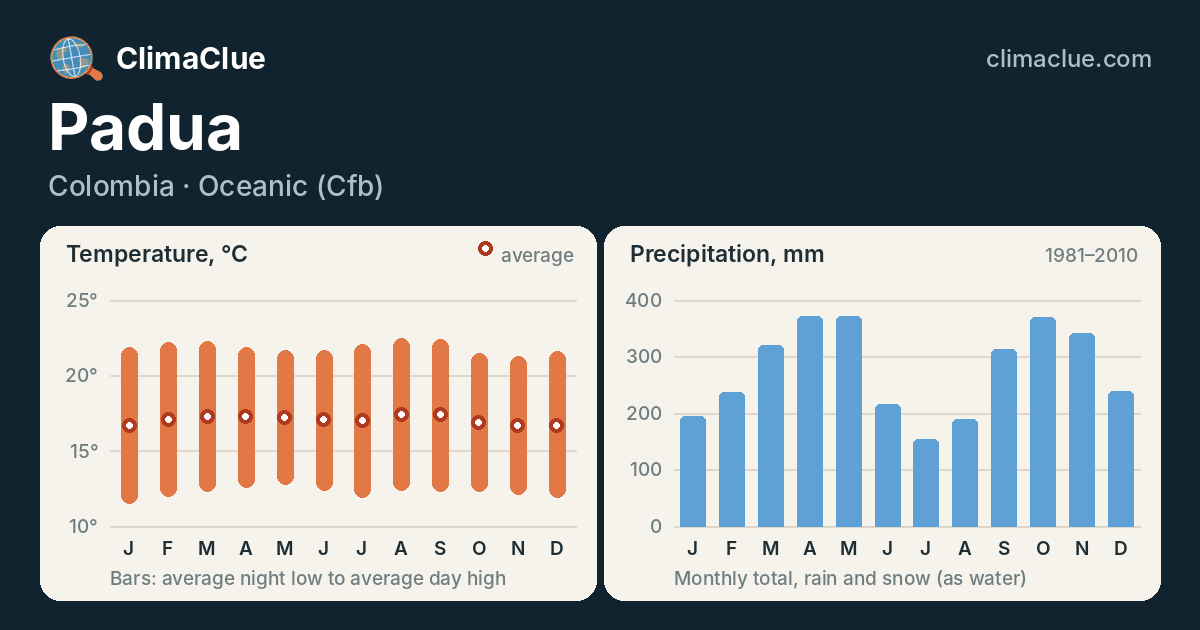 ClimaClue
climaclue.com
Padua
Colombia · Oceanic (Cfb)
Temperature, °C
average
25°
20°
15°
10°
J F M A M J J A S O N D
Bars: average night low to average day high
Precipitation, mm
1981–2010
400
300
200
100
0
J F M A M J J A S O N D
Monthly total, rain and snow (as water)